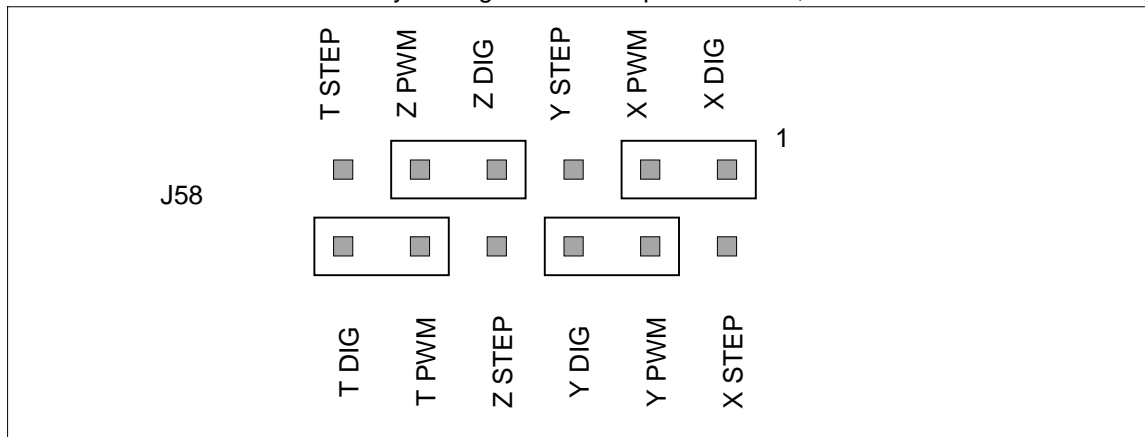 T STEP
Z PWM
Z DIG
Y STEP
X PWM
X DIG
1
J58
T DIG
T PWM
Z STEP
Y DIG
Y PWM
X STEP